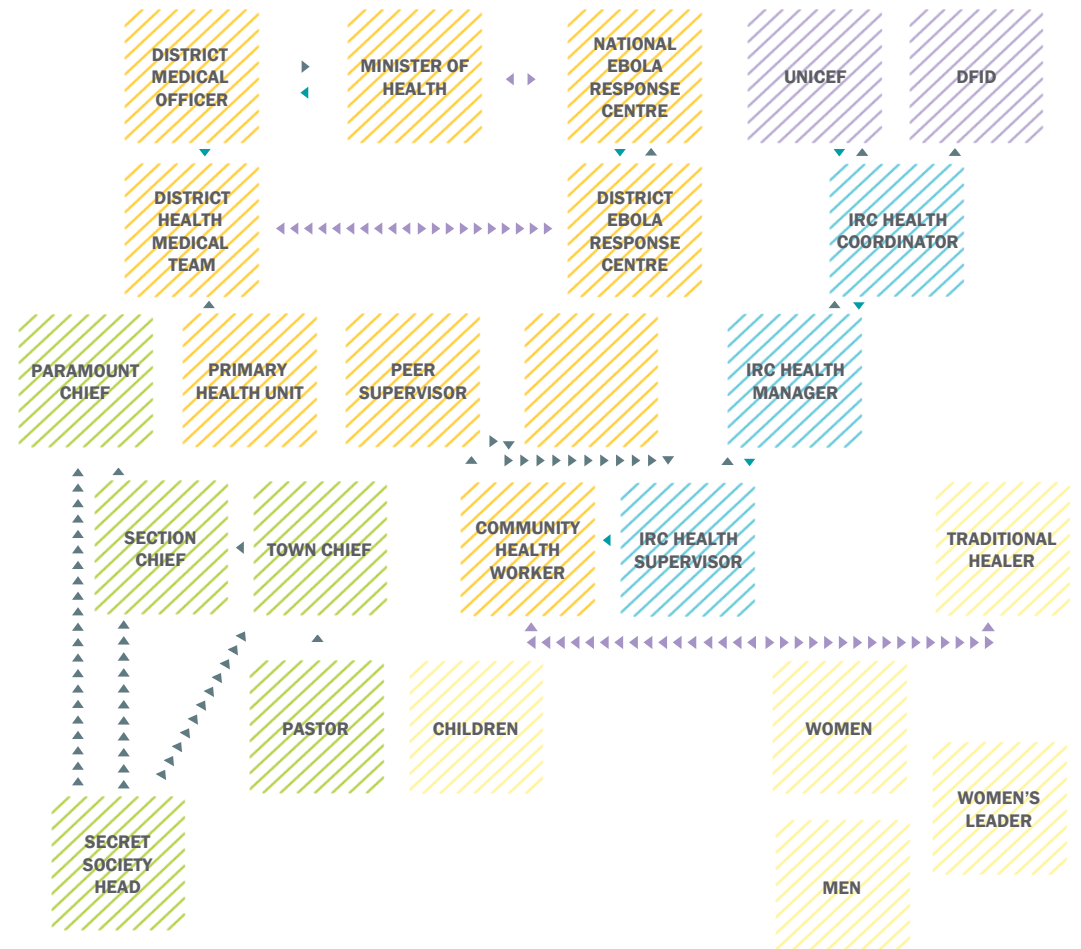 DISTRICT
MEDICAL
OFFICER
MINISTER OF
HEALTH
NATIONAL
EBOLA
RESPONSE
CENTRE
UNICEF
DFID
DISTRICT
HEALTH
MEDICAL
TEAM
DISTRICT
EBOLA
RESPONSE
CENTRE
IRC HEALTH
COORDINATOR
PARAMOUNT
CHIEF
PRIMARY
HEALTH UNIT
PEER
SUPERVISOR
IRC HEALTH
MANAGER
SECTION
CHIEF
TOWN CHIEF
COMMUNITY
HEALTH
WORKER
IRC HEALTH
SUPERVISOR
TRADITIONAL
HEALER
PASTOR
CHILDREN
WOMEN
WOMEN'S
LEADER
SECRET
SOCIETY
HEAD
MEN